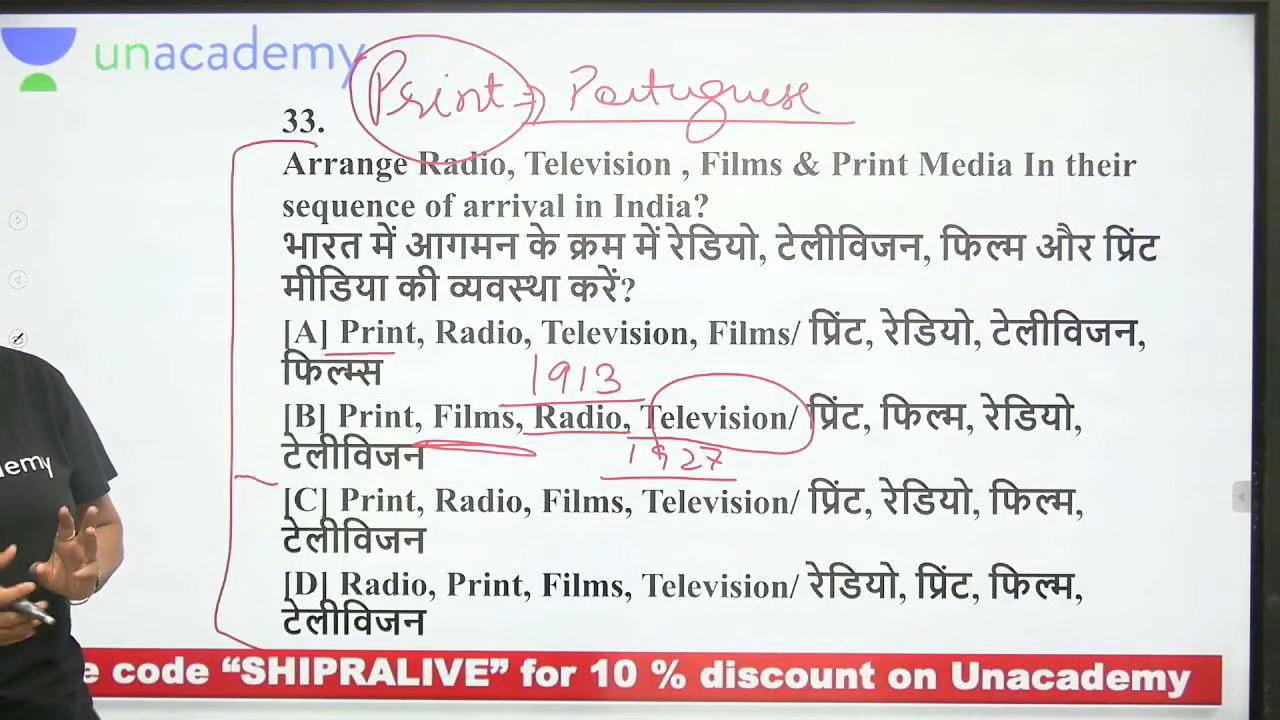 unacademy
Print ⇒ Portuguese
33.
Arrange Radio, Television , Films & Print Media In their
sequence of arrival in India?
भारत में आगमन के क्रम में रेडियो, टेलीविजन, फिल्म और प्रिंट
मीडिया की व्यवस्था करें?
[A] Print, Radio, Television, Films/ प्रिंट, रेडियो, टेलीविजन,
फिल्म्स
1913
[B] Print, Films, Radio, Television/ प्रिंट, फिल्म, रेडियो,
टेलीविजन
1927
[C] Print, Radio, Films, Television/ प्रिंट, रेडियो, फिल्म,
टेलीविजन
[D] Radio, Print, Films, Television/ रेडियो, प्रिंट, फिल्म,
टेलीविजन
demy
e code “SHIPRALIVE” for 10 % discount on Unacademy